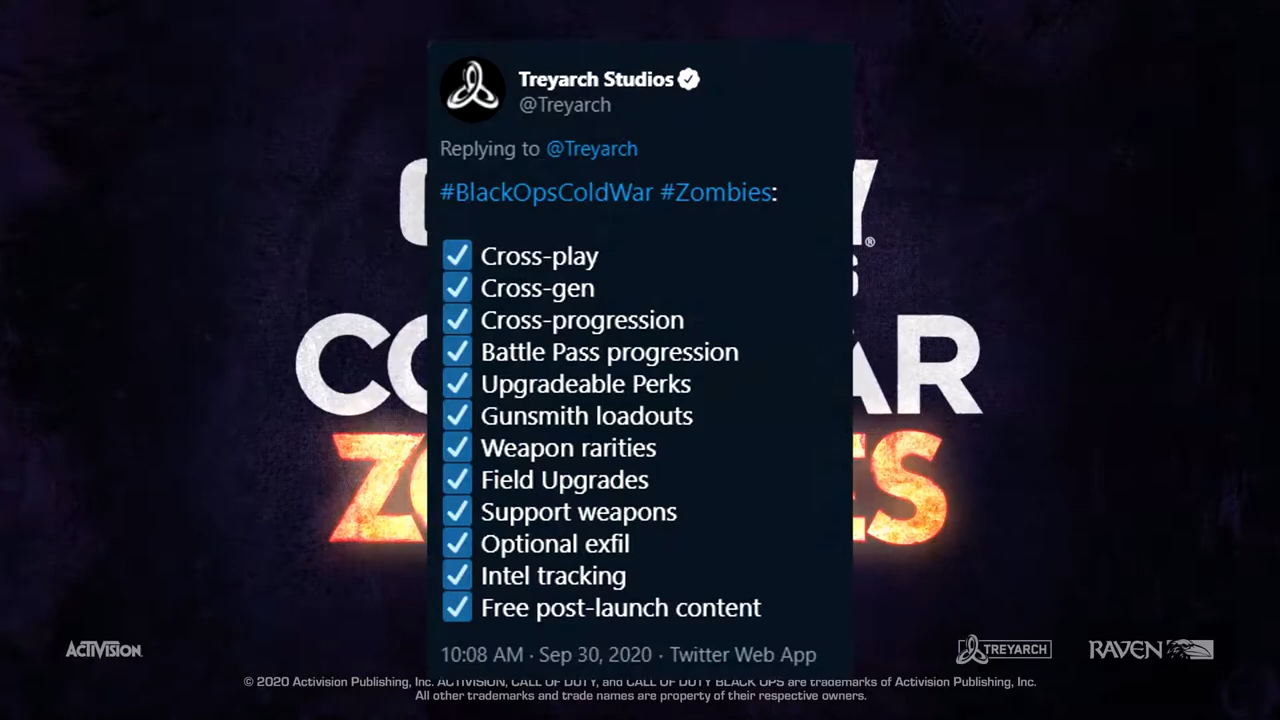 Treyarch Studios
@Treyarch
Replying to @Treyarch
#BlackOpsColdWar #Zombies:
Cross-play
Cross-gen
Cross-progression
Battle Pass progression
Upgradeable Perks
Gunsmith loadouts
Weapon rarities
Field Upgrades
Support weapons
Optional exfil
Intel tracking
Free post-launch content
10:08 AM · Sep 30, 2020 · Twitter Web App
ACTIVISION
TREYARCH
RAVEN
© 2020 Activision Publishing, Inc. ACTIVISION, CALL OF DUTY, and CALL OF DUTY BLACK OPS are trademarks of Activision Publishing, Inc.
All other trademarks and trade names are property of their respective owners.